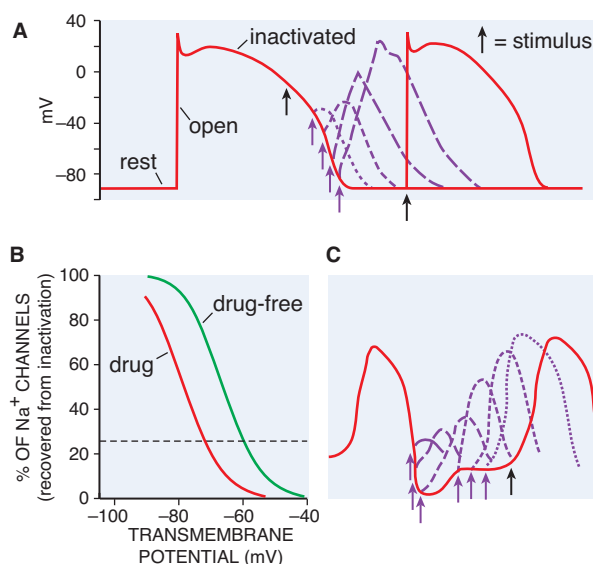 A
40
0
−40
−80
mV
inactivated
open
rest
= stimulus
B
100
80
60
40
20
0
% OF Na+ CHANNELS
(recovered from inactivation)
drug-free
drug
−100
−80
−60
−40
TRANSMEMBRANE
POTENTIAL (mV)
C